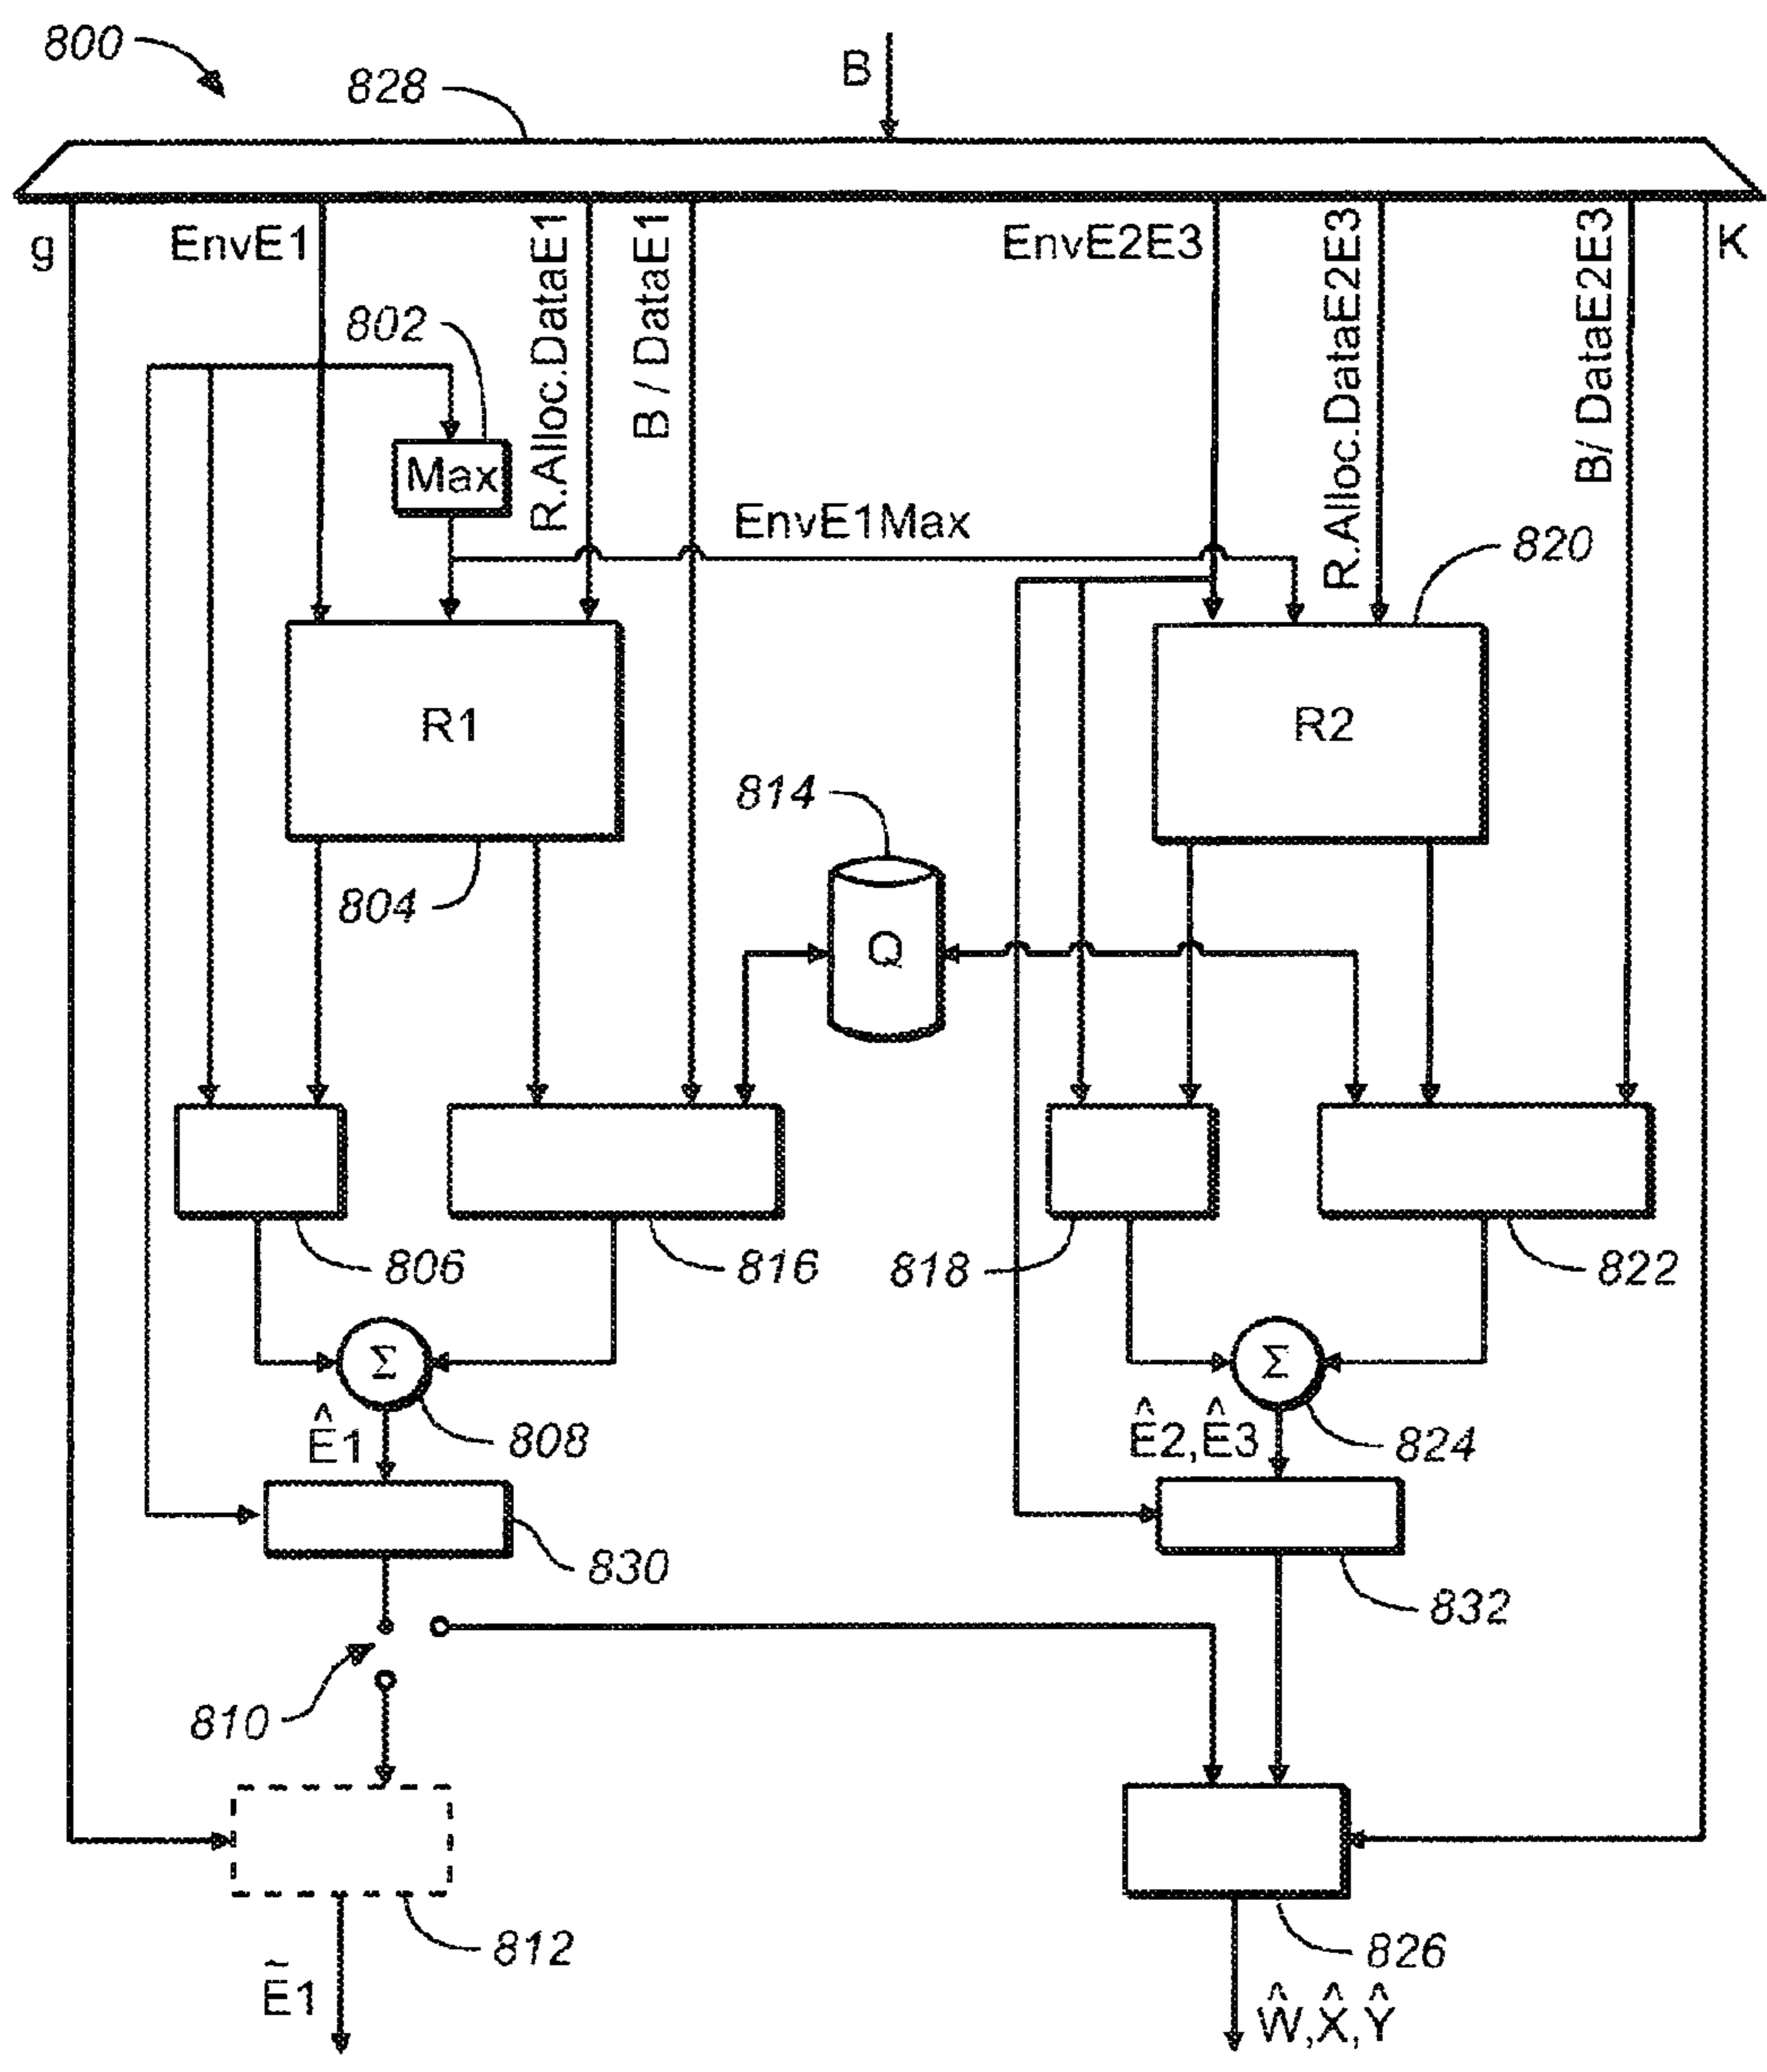 800
828
B
g
EnvE1
R.Alloc.DataE1
B / DataE1
EnvE2E3
R.Alloc.DataE2E3
B/ DataE2E3
K
802
Max
EnvE1Max
820
R1
R2
814
804
Q
806
816
818
822
Σ
Σ
Ê1
808
Ê2,Ê3
824
830
832
810
812
826
Ẽ1
Ŵ,X̂,Ŷ